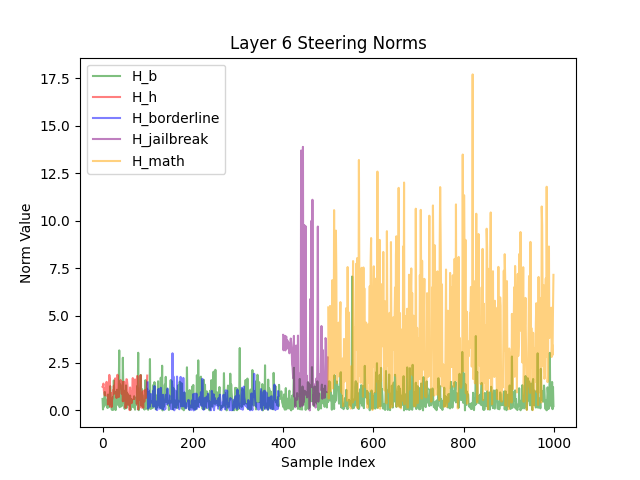 Layer 6 Steering Norms
H_b
H_h
H_borderline
H_jailbreak
H_math
Norm Value
17.5
15.0
12.5
10.0
7.5
5.0
2.5
0.0
0
200
400
600
800
1000
Sample Index